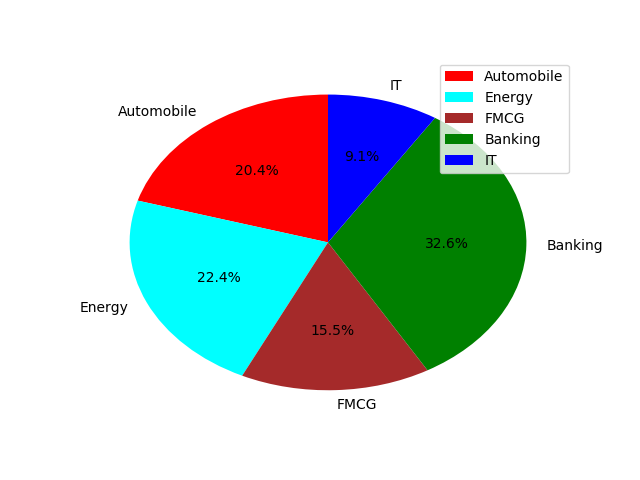 IT
Automobile
Energy
FMCG
Banking
IT
Automobile
20.4%
9.1%
32.6%
Banking
22.4%
Energy
15.5%
FMCG